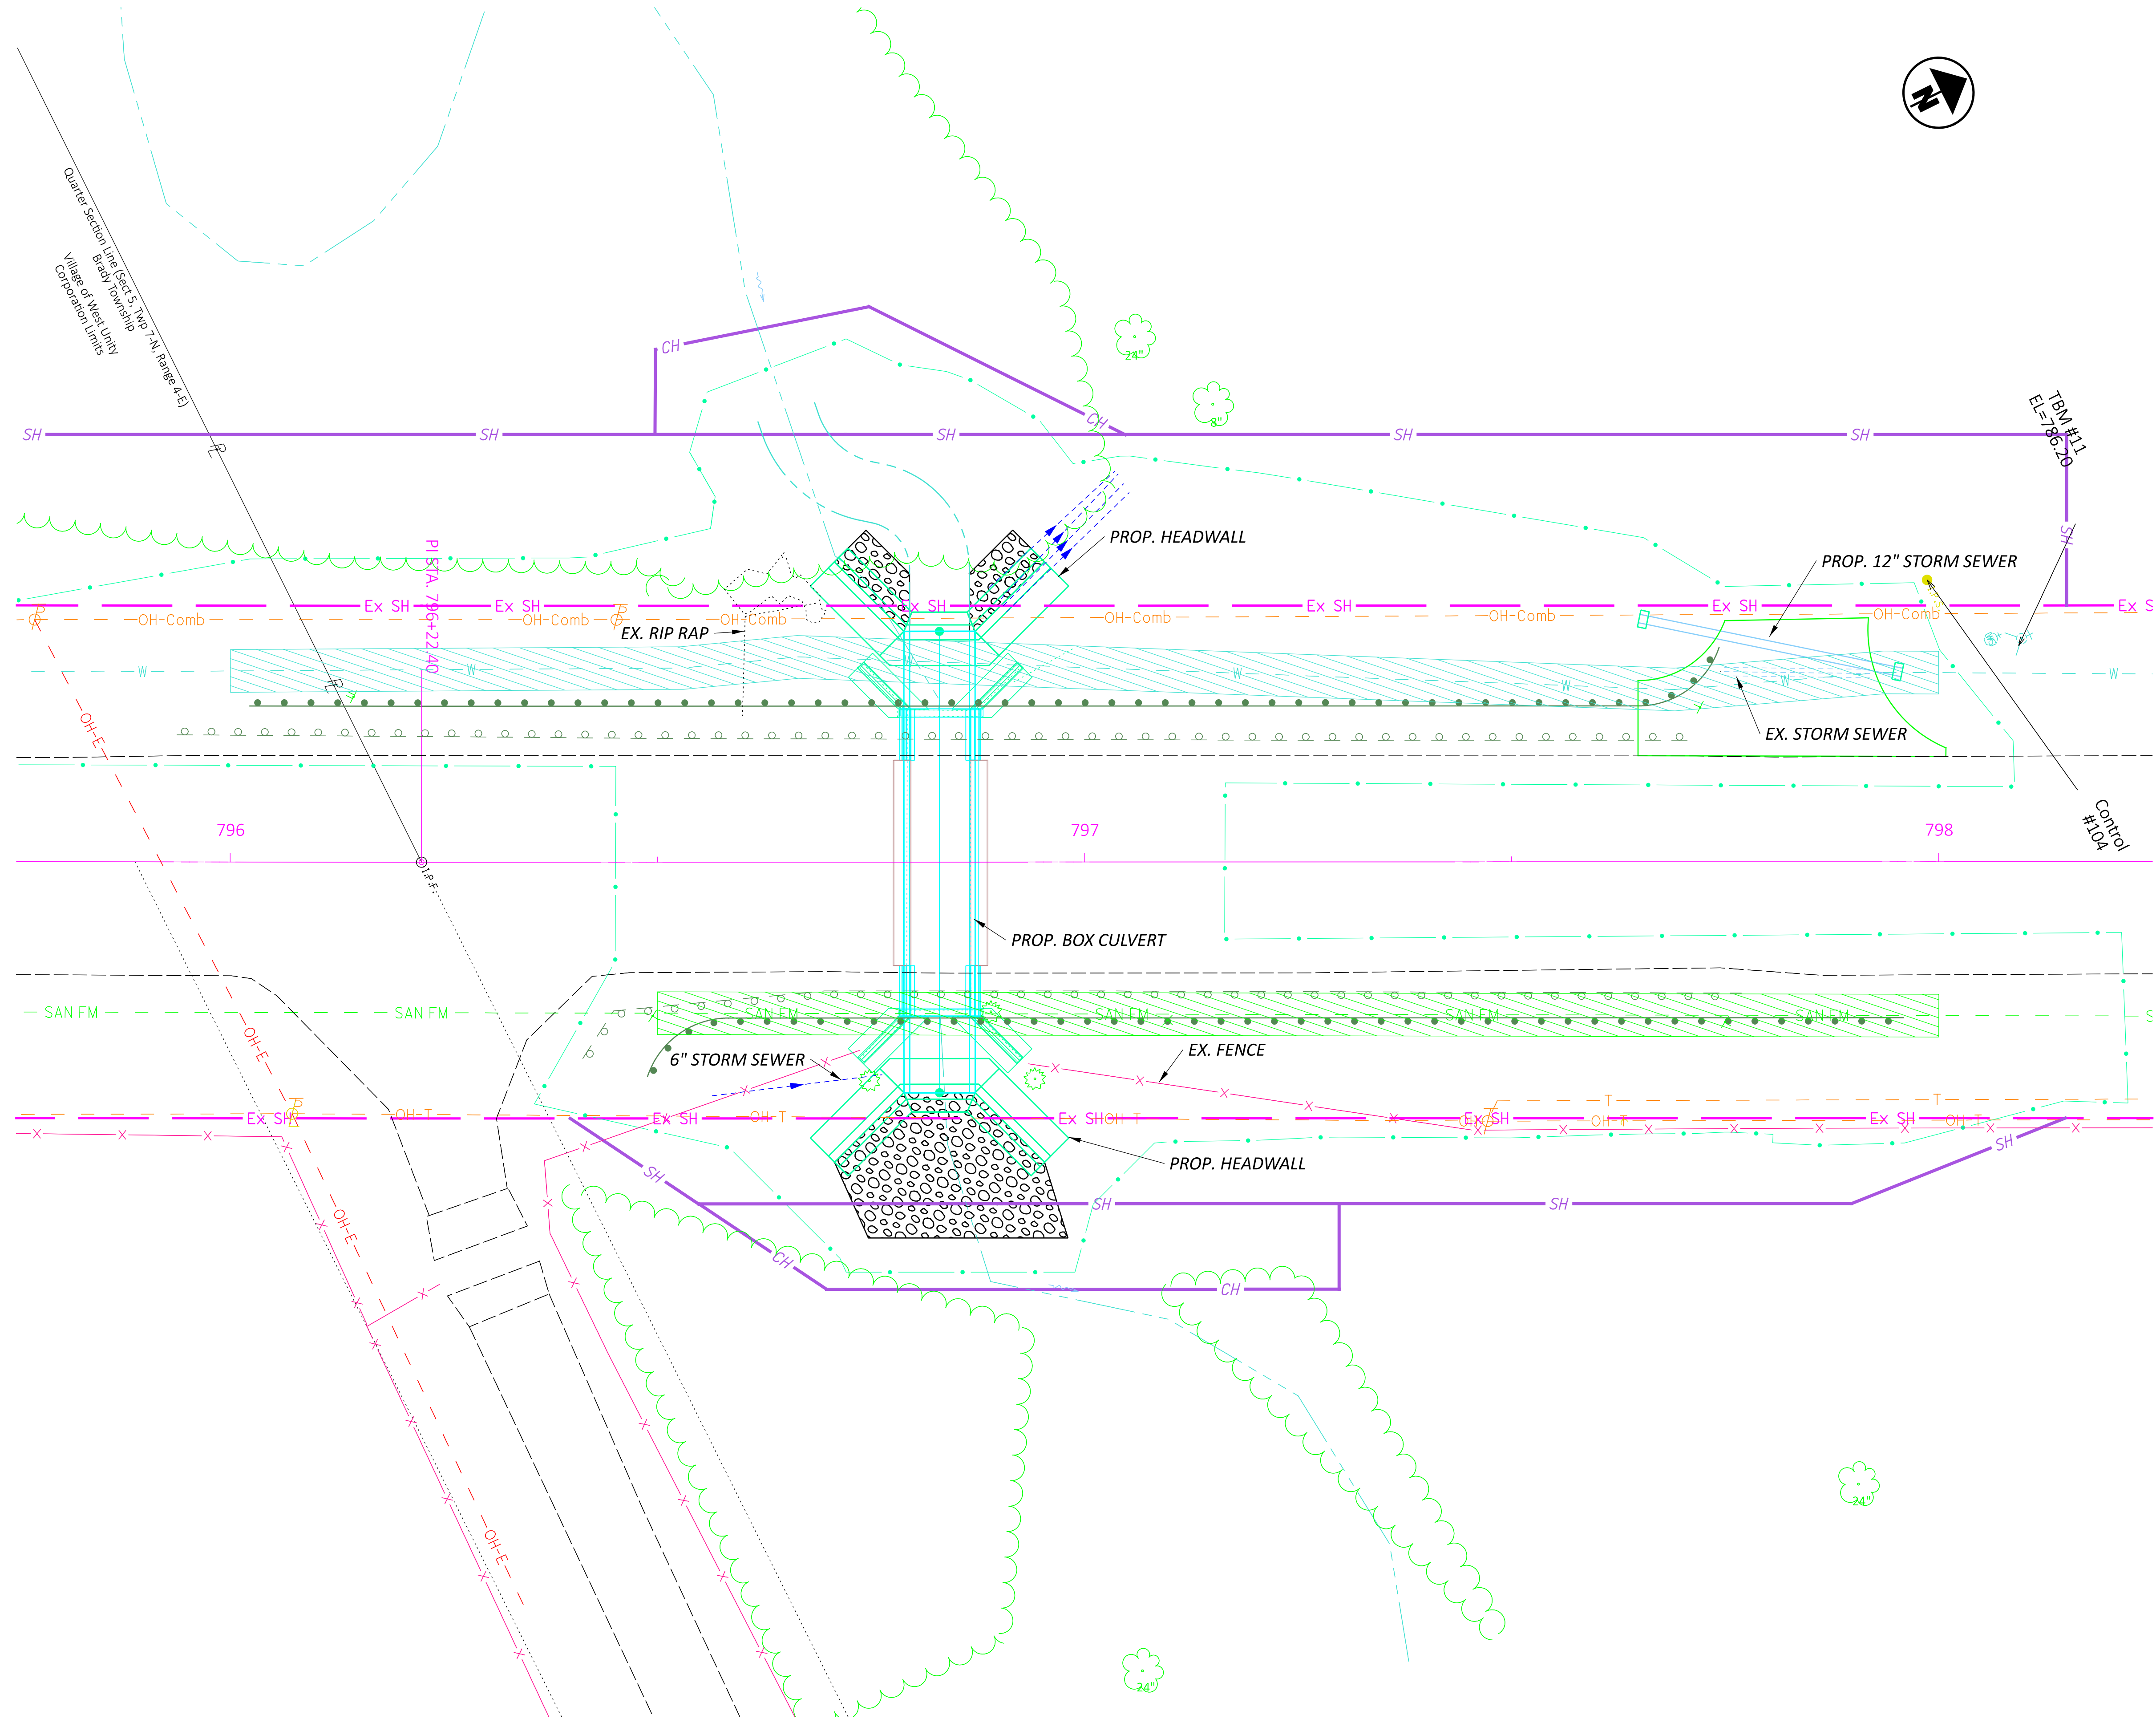 N
Quarter Section Line (Sect 5, Twp 7-N, Range 4-E)
Brady Township
Village of West Unity
Corporation Limits
24"
8"
CH
CH
SH
SH
SH
SH
SH
SH
TBM #11
EL=786.20
PROP. HEADWALL
PROP. 12" STORM SEWER
PI STA. 796+22.40
Ex SH
Ex SH
Ex SH
Ex SH
Ex SH
Ex S
OH-Comb
OH-Comb
OH-Comb
OH-Comb
OH-Comb
OH-Comb
EX. RIP RAP
W
W
W
W
W
W
PL
PL
EX. STORM SEWER
OH-E
Control
#104
796
797
798
I.P.F.
PROP. BOX CULVERT
SAN FM
SAN FM
SAN FM
SAN FM
SAN FM
SAN FM
S
OH-E
6" STORM SEWER
EX. FENCE
T
T
Ex SH
Ex SH
Ex SH
Ex SH
Ex SH
OH-T
OH-T
OH-T
OH-T
OH-T
PROP. HEADWALL
SH
SH
SH
SH
OH-E
CH
CH
OH-E
24"
24"